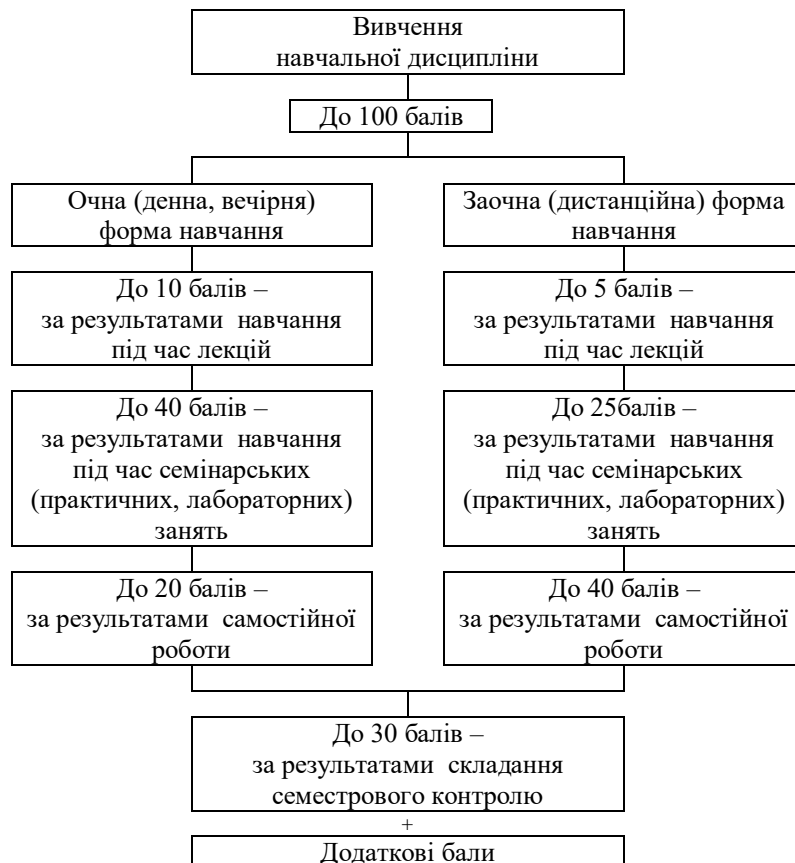 Вивчення
навчальної дисципліни
До 100 балів
Очна (денна, вечірня)
форма навчання
До 10 балів –
за результатами навчання
під час лекцій
До 40 балів –
за результатами навчання
під час семінарських
(практичних, лабораторних)
занять
До 20 балів –
за результатами самостійної
роботи
Заочна (дистанційна) форма
навчання
До 5 балів –
за результатами навчання
під час лекцій
До 25балів –
за результатами навчання
під час семінарських
(практичних, лабораторних)
занять
До 40 балів –
за результатами самостійної
роботи
До 30 балів –
за результатами складання
семестрового контролю
+
Додаткові бали